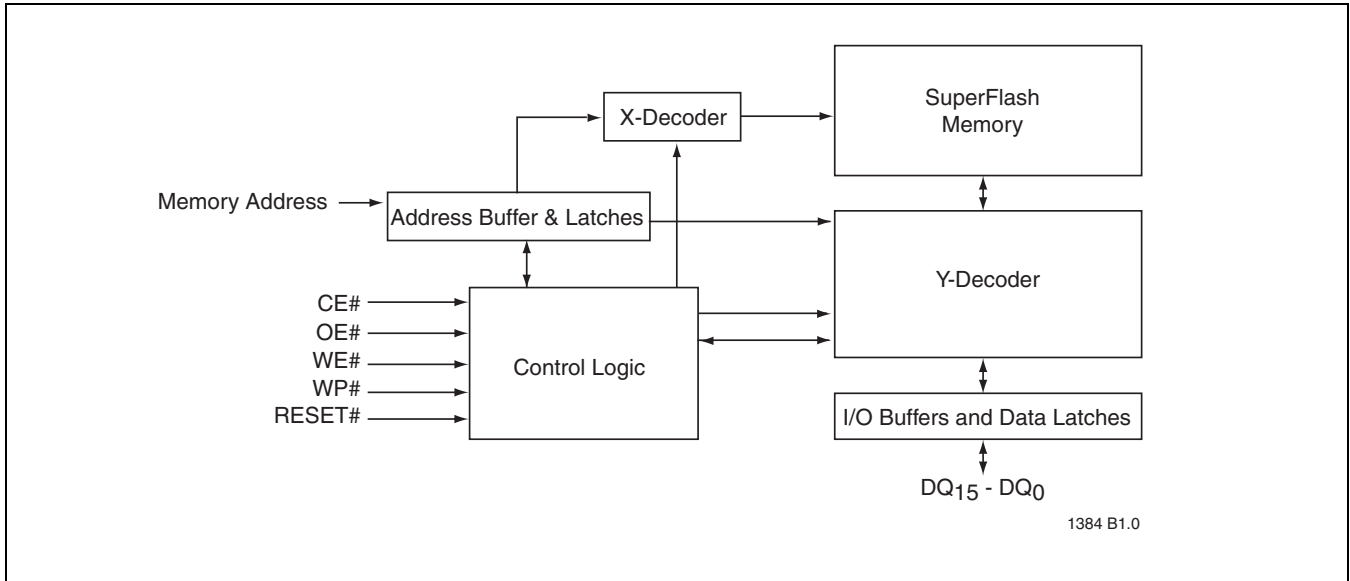 SuperFlash
Memory
X-Decoder
Memory Address
Address Buffer & Latches
Y-Decoder
CE#
OE#
WE#
WP#
RESET#
Control Logic
I/O Buffers and Data Latches
DQ15 - DQ0
1384 B1.0